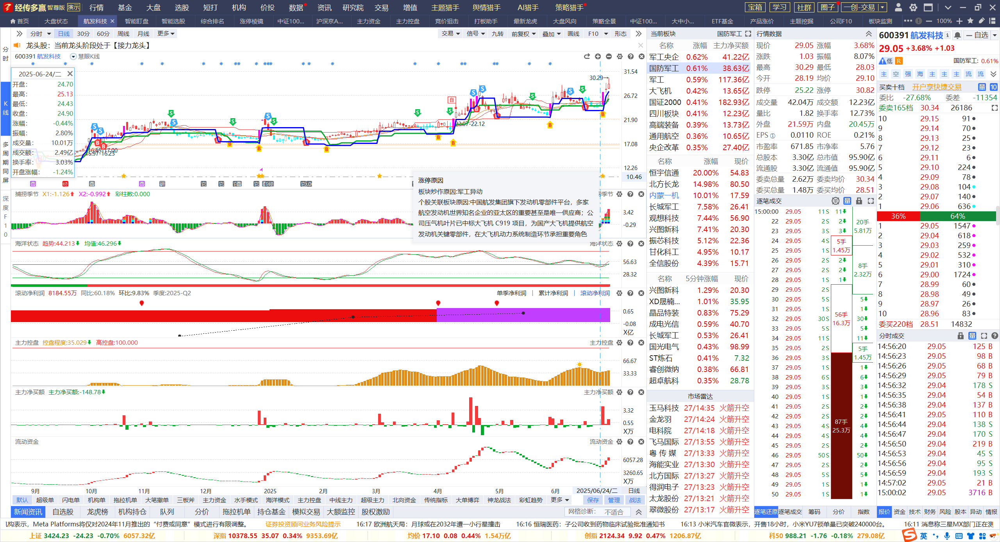 经传多赢 智尊版 演示 行情 基金 大盘 选股 短打 机构 价投 数据 资讯 研究院 交易 增值 主题猎手 舆情猎手 AI猎手 策略猎手 宝箱 学习 社群 圈子 一创-交易
首页 大盘状态 航发科技 智能盯盘 智能选股 综合排名 涨停棱镜 中证100... 沪深京A... 主力资金 主力控盘 竞价狙击 打板助手 最新龙虎 大盘风向 策略全景 中证100... 大中小... ETF基金 产品涨价 主题挖掘 公司F10 板块监测 100%
分时 日线 30分 60分 周线 月线 更多 交易 信号 九转 前复权 叠加 画线 F10 形态
龙头股：当前龙头阶段处于【接力龙头】
600391 航发科技 慧眼K线
分时
K线
多周期同屏
深度F10
2025-06-24/二
开盘: 24.70
最高: 25.13
最低: 24.43
收盘: 24.90
涨幅: -0.44%
振幅: 2.80%
成交量: 10.01万
成交额: 2.49亿
换手率: 3.03%
开盘涨幅: -1.24%
30.29→
22.07-22.12
16.65-17.00
15.97-16.23
31.54
26.72
21.90
17.08
12.26
10.46
涨停原因
板块炒作原因:军工异动
个股关联板块原因:中国航发集团旗下发动机零部件平台，多家
航空发动机世界知名企业的亚太区的重要甚至是唯一供应商；公
司压气机叶片已中标大飞机 C919 项目，为国产大飞机提供航空
发动机关键零部件，在大飞机动力系统制造环节承担重要角色
捕捞季节 X1:-1.126 X2:-0.992 彩柱数:0.000
3.42
-0.29
海洋状态 趋势:44.213 均值:46.296 海洋状态
56.63
28.32
滚动净利润 8184.55万 同比:60.18% 环比:9.83% 季度:2025-Q2 单季净利润 累计净利润 滚动净利润
0.65
-0.08
X亿
主力控盘 控盘程度:35.029 高控盘:100.000 主力控盘
66.67
33.33
主力净买额 主力净买额:-148.78 主力净买额
3.32
0.55
X万
流动资金 流动资金
6057.28
3260.65
X万
9月 10月 11月 12月 2025 2月 3月 4月 5月 6月 2025/06/24/二 日线
默认 超级单 闪电单 机构单 拖拉机单 大笔撤单 三板斧 主力资金 水手模式 海洋模式 主力控盘 中线主力 超级主力 北向资金 传统指标 大单博弈 神龙战法 彩虹趋势 更多 保存 管理 战法
新闻资讯 自选股 龙虎榜 机构持仓 队列 分价 拖拉机单 持仓基金 模拟交易 大额监控 股权激励 网格诊断: 不适合
当前板块 国防军工
名称 涨幅 主力净买额
军工央企 0.62% 41.22亿
国防军工 0.61% 38.63亿
军工 0.59% 117.36亿
大飞机 0.42% 13.65亿
国证2000 0.41% 182.93亿
四川板块 0.41% 12.23亿
高端装备 0.39% 13.73亿
通用航空 0.36% 10.65亿
央企改革 0.35% 27.40亿
名称 涨幅 现价
恒宇信通 20.00% 54.83
北方长龙 14.98% 80.50
内蒙一机 10.01% 17.59
长城军工 7.58% 26.41
观想科技 7.44% 56.90
兴图新科 7.41% 20.30
振芯科技 5.12% 22.36
甘化科工 4.95% 10.17
全信股份 4.39% 15.71
名称 5分钟涨幅 现价
兴图新科 1.29% 20.30
XD晟楠... 1.01% 35.95
晶品特装 0.83% 75.29
成电光信 0.59% 40.70
长城军工 0.53% 26.41
国光电气 0.43% 98.99
ST炼石 0.41% 7.32
睿创微纳 0.38% 66.81
超卓航科 0.35% 28.78
市场雷达
玉马科技 27/14:35 火箭升空
金龙羽 27/14:24 火箭升空
电科院 27/14:18 火箭升空
飞马国际 27/13:55 火箭升空
粤 传 媒 27/13:33 火箭升空
海能实业 27/13:30 火箭升空
北方国际 27/13:27 火箭升空
得润电子 27/13:23 火箭升空
太龙股份 27/13:21 火箭升空
翠微股份 27/13:17 火箭升空
行情数据
现价 29.05 涨幅 3.68%
涨跌 1.03 振幅 8.07%
最高 30.29 最低 28.03
今开 28.19 均价 29.10
跌停 25.22 涨停 30.82
成交量 42.04万 成交额 12.23亿
量比 1.82 换手率 12.73%
外盘 21.59万 内盘 20.45万
EPS① 0.0110 ROE 0.21%
市盈率 671.85 市净率 5.76
总股本 3.30亿 总市值 95.90亿
流通股 3.30亿 流通值 95.90亿
委卖总量 2.62万 委卖均价 30.34
委买总量 1.48万 委买均价 28.51
逐笔成交 单 量
15:00:00 29.05 11 S 11
22 29.05 2 S 2
23 29.05 3 S 3
24 29.05 4 S
25 29.05 1 S
26 29.05 2 S 2
27 29.05 2 S 2
28 29.05 1 S 1
29 29.05 2 S
30 29.05 5 S 5
31 29.05 1 S 1
32 29.05 30 S 30
33 29.05 5 S 5
34 29.05 11 S 11
35 29.05 2 S
36 29.05 3 S
37 29.05 1 S 1
38 29.05 6 S 6
39 29.05 3 S 3
40 29.05 1 S 1
41 29.05 2 S 2
42 29.05 2 S 2
43 29.05 4 S 4
44 29.05 4 S 4
45 29.05 2 S 2
46 29.05 50 S 50
47 29.05 2 S 2
48 29.05 5 S 5
49 29.05 1 S 1
50 29.05 1 S 1
20手
5.81万
5手
1.45万
8手
2.32万
56手
16.3万
5手
1.45万
87手
25.3万
逐笔还原 逐笔成交 筹码 分价 指数
600391 航发科技 自选
29.05 +3.68% +1.03
低 R 国防军工: 0.61%
主 空 强 海 主 主 主 流 流
买卖十档 开户享快捷交易 量 10
委比 -27.68% 委差 -11354
委卖165档 30.34 26186
10 29.15 91
9 29.14 70
8 29.13 25
7 29.12 23
6 29.11 6
5 29.10 224
4 29.09 78
3 29.08 104
2 29.07 140
1 29.06 636
36% 64%
1 29.05 1547
2 29.04 618
3 29.03 259
4 29.02 532
5 29.01 310
6 29.00 1724
7 28.99 60
8 28.98 49
9 28.97 26
10 28.96 83
委买220档 28.51 14832
分时成交 量
14:56:20 29.05 125 B
14:56:23 29.05 98 B
14:56:26 29.05 68 B
14:56:29 29.05 79 B
14:56:32 29.04 178 S
14:56:35 29.04 54 B
14:56:38 29.04 137 B
14:56:41 29.04 110 B
14:56:44 29.04 138 S
14:56:47 29.04 170 S
14:56:50 29.04 219 B
14:56:53 29.04 45 S
14:56:56 29.04 95 S
14:56:59 29.04 193 S
14:57:02 29.05 21 B
15:00:02 29.05 3716 B
报价 资金 技术 财务 风险 股本 异动 情报
构表示，Meta Platforms将仅对2024年11月推出的“付费或同意”模式进行有限调整。 证券投资顾问业务风险提示 16:17 欧洲航天局：月球或在2032年遭一小行星撞击 16:16 恒瑞医药：子公司收到药物临床试验批准通知书 16:13 小米汽车官微表示，开售18小时，小米YU7锁单量已突破240000台。 16:11 消息称三星MX部门正在测
上证 3424.23 -24.23 -0.70% 6057.32亿 深指 10378.55 35.07 0.34% 9353.69亿 均价 17.10 0.08 0.44% 1.54万亿 创指 2124.34 9.92 0.47% 1206.87亿 科50 988.21 -1.76 -0.18% 279.08亿 英